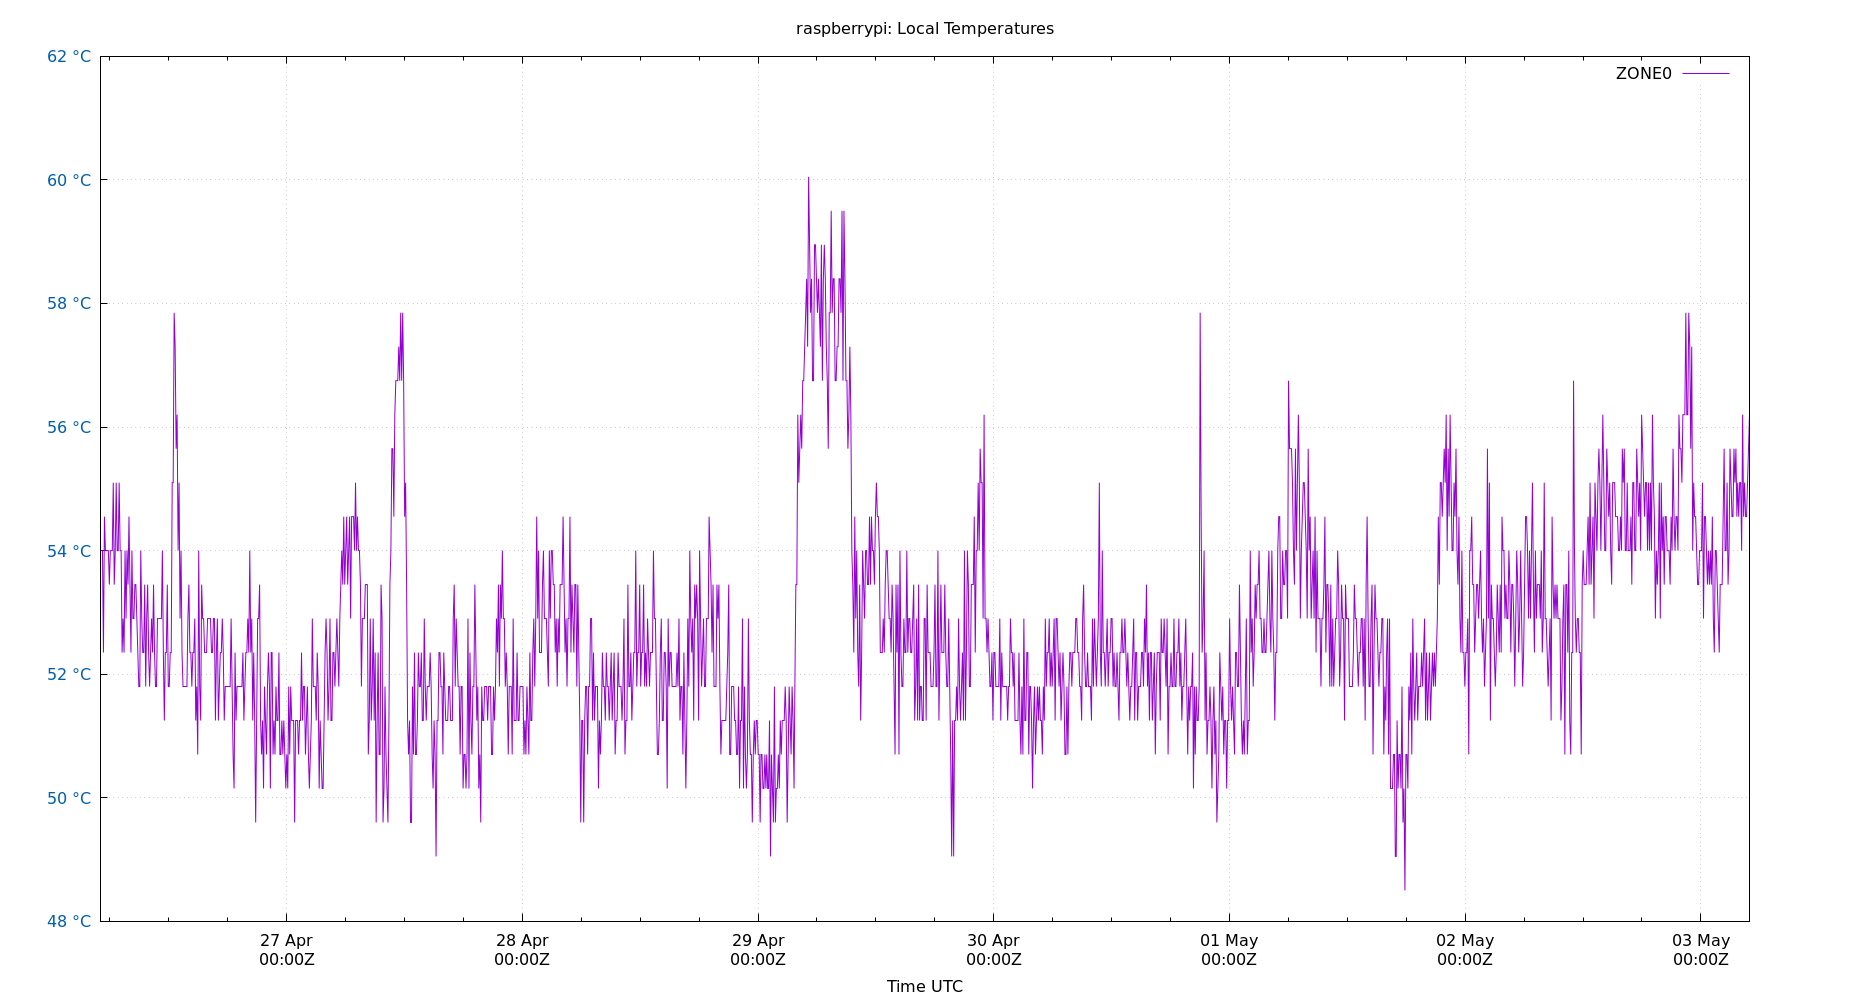 raspberrypi: Local Temperatures
62 °C
ZONE0
60 °C
58 °C
56 °C
54 °C
52 °C
50 °C
48 °C
27 Apr 28 Apr 29 Apr 30 Apr 01 May 02 May 03 May
00:00Z 00:00Z 00:00Z 00:00Z 00:00Z 00:00Z 00:00Z
Time UTC